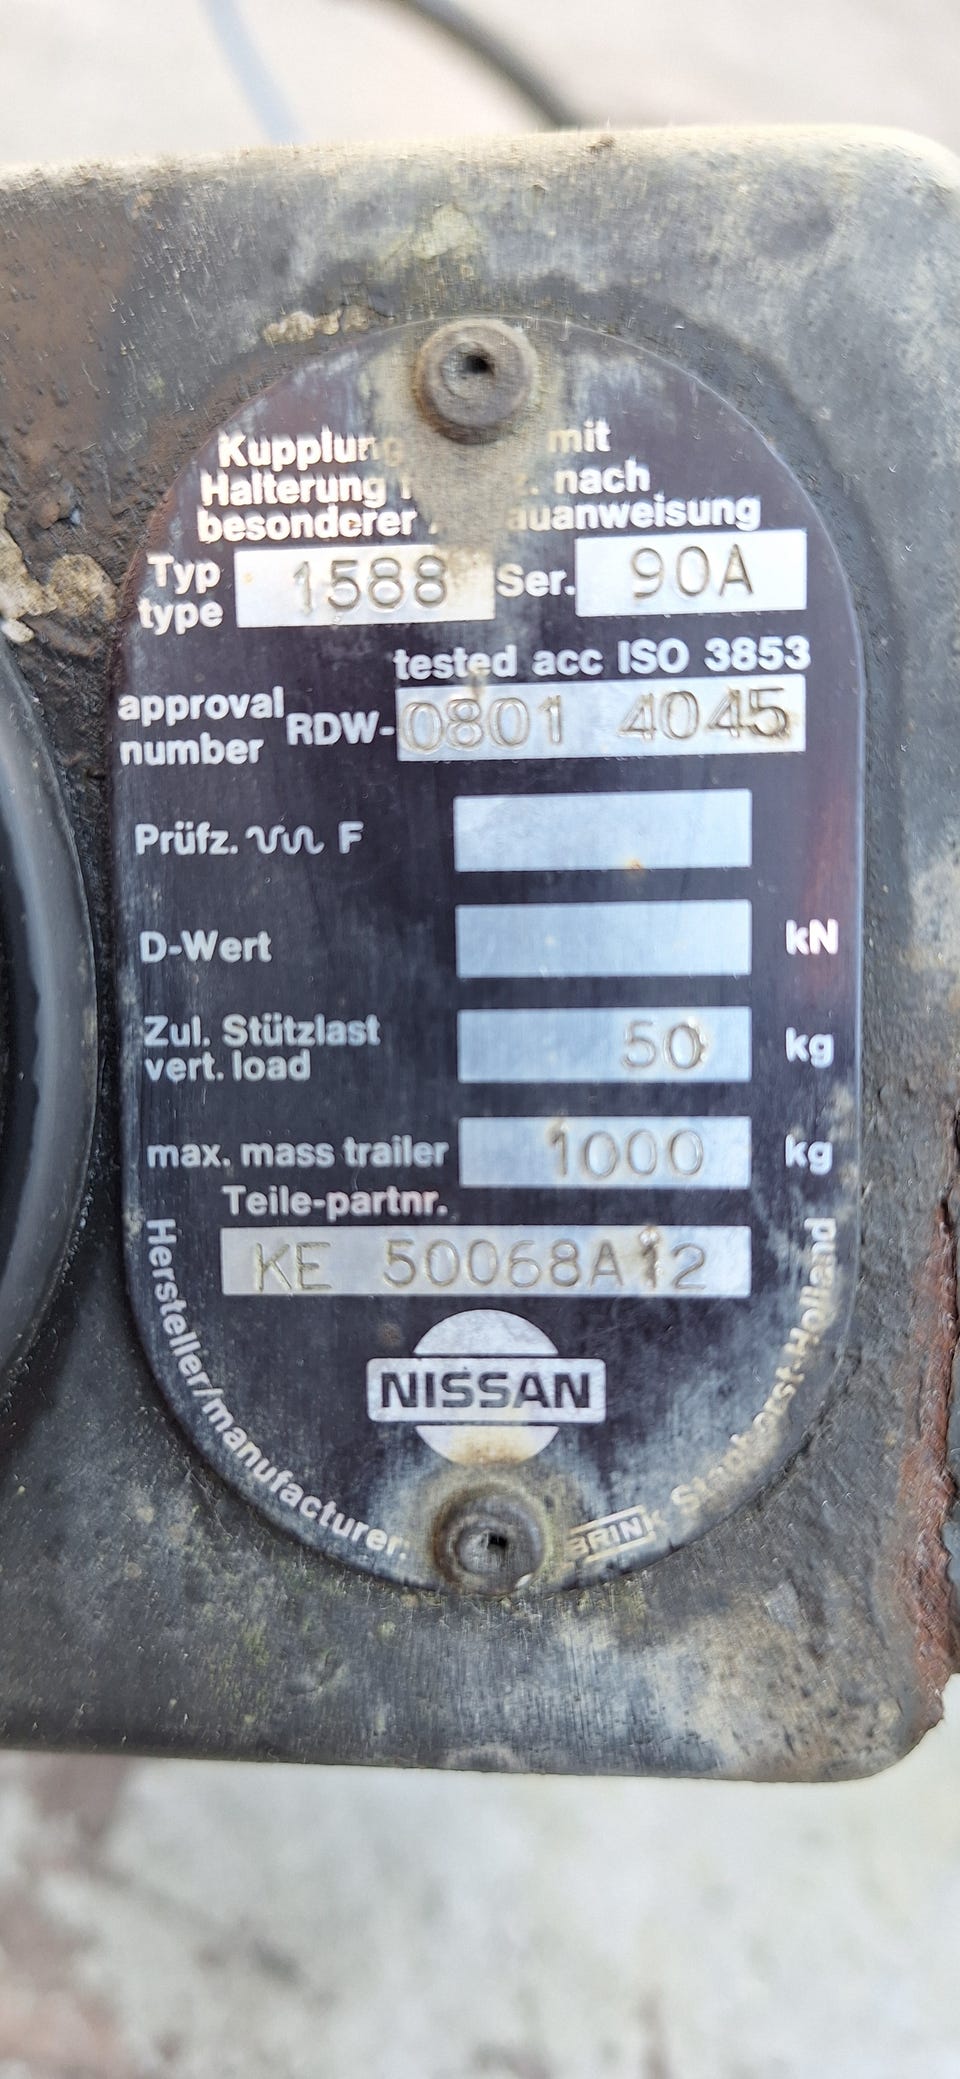 Kupplung mit
Halterung nach
besonderer
Typ type 1588 Ser. 90A
tested acc ISO 3853
approval number RDW-0801 4045
Prüfz. F
D-Wert kN
Zul. Stützlast vert. load 50 kg
max. mass trailer 1000 kg
Teile-partnr.
KE 50068A12
NISSAN
Hersteller/manufacturer. BRINK Staphorst-Holland